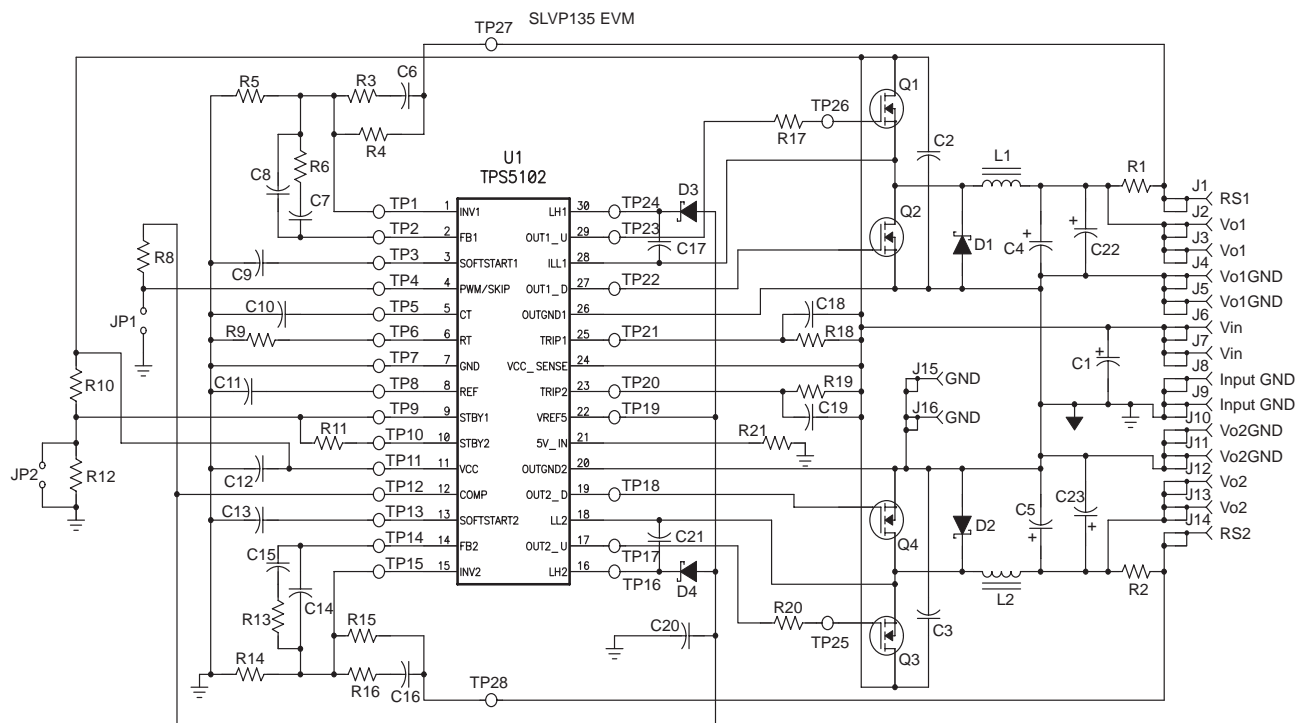 SLVP135 EVM
TP27
R5
R3
C6
R4
C8
R6
C7
Q1
TP26
R17
C2
L1
R1
Q2
D1
C4
C22
U1
TPS5102
D3
C17
TP1
TP2
TP3
TP4
TP5
TP6
TP7
TP8
TP9
TP10
TP11
TP12
TP13
TP14
TP15
1 INV1
2 FB1
3 SOFTSTART1
4 PWM/SKIP
5 CT
6 RT
7 GND
8 REF
9 STBY1
10 STBY2
11 VCC
12 COMP
13 SOFTSTART2
14 FB2
15 INV2
LH1 30
OUT1_U 29
ILL1 28
OUT1_D 27
OUTGND1 26
TRIP1 25
VCC_SENSE 24
TRIP2 23
VREF5 22
5V_IN 21
OUTGND2 20
OUT2_D 19
LL2 18
OUT2_U 17
LH2 16
TP24
TP23
TP22
TP21
TP20
TP19
TP18
TP17
TP16
R8
C9
C10
JP1
R9
C11
R10
R11
JP2
R12
C12
C13
C15
R13
C14
R14
R15
R16
C16
TP28
C18
R18
R19
C19
R21
J15 GND
J16 GND
C1
C21
D4
C20
R20
TP25
Q4
Q3
D2
C5
C23
L2
C3
R2
J1 RS1
J2 Vo1
J3 Vo1
J4 Vo1GND
J5 Vo1GND
J6 Vin
J7 Vin
J8 Input GND
J9 Input GND
J10 Vo2GND
J11 Vo2GND
J12 Vo2
J13 Vo2
J14 RS2